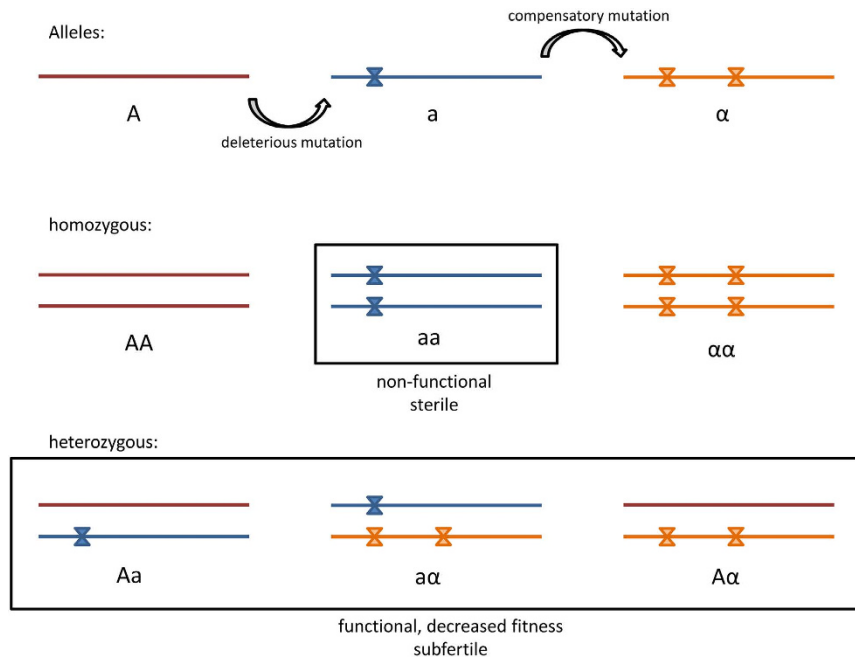 compensatory mutation
Alleles:
A
a
α
deleterious mutation
homozygous:
AA
aa
αα
non-functional
sterile
heterozygous:
Aa
aα
Aα
functional, decreased fitness
subfertile